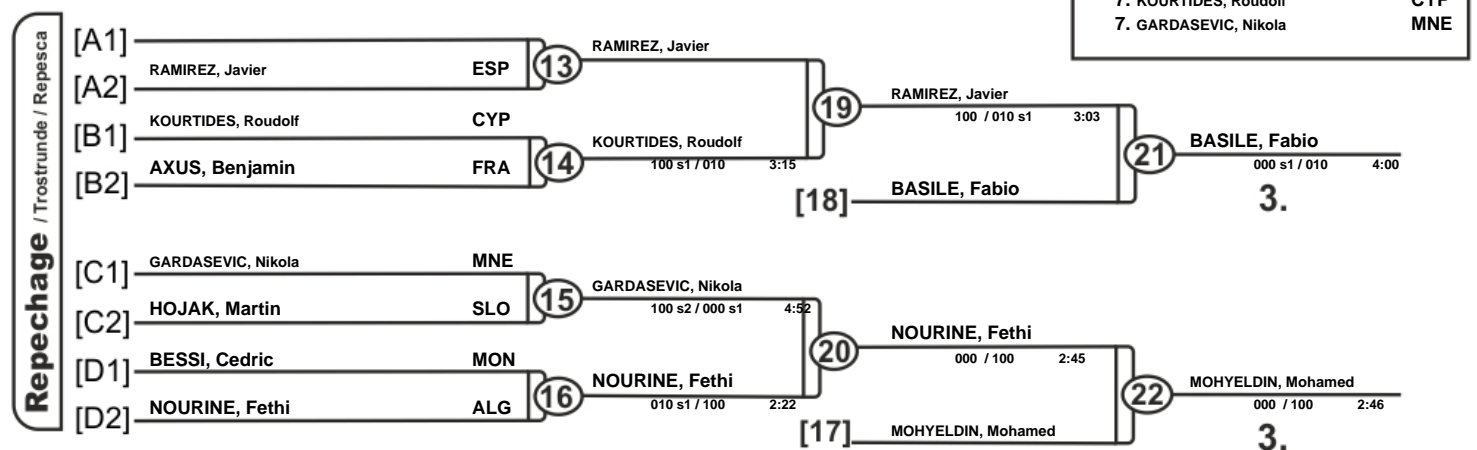 7. KOURTIDES, Roudolf CYP
7. GARDASEVIC, Nikola MNE
Repechage / Trostrunde / Repesca
[A1]
RAMIREZ, Javier ESP
[A2]
13
RAMIREZ, Javier
[B1]
KOURTIDES, Roudolf CYP
AXUS, Benjamin FRA
[B2]
14
KOURTIDES, Roudolf
100 s1 / 010 3:15
19
RAMIREZ, Javier
100 / 010 s1 3:03
[18]
BASILE, Fabio
21
BASILE, Fabio
000 s1 / 010 4:00
3.
[C1]
GARDASEVIC, Nikola MNE
HOJAK, Martin SLO
[C2]
15
GARDASEVIC, Nikola
100 s2 / 000 s1 4:52
[D1]
BESSI, Cedric MON
NOURINE, Fethi ALG
[D2]
16
NOURINE, Fethi
010 s1 / 100 2:22
20
NOURINE, Fethi
000 / 100 2:45
[17]
MOHYELDIN, Mohamed
22
MOHYELDIN, Mohamed
000 / 100 2:46
3.